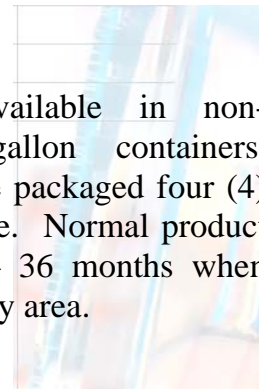 vailable in non-
gallon containers
packaged four (4)
e. Normal product
36 months when
y area.